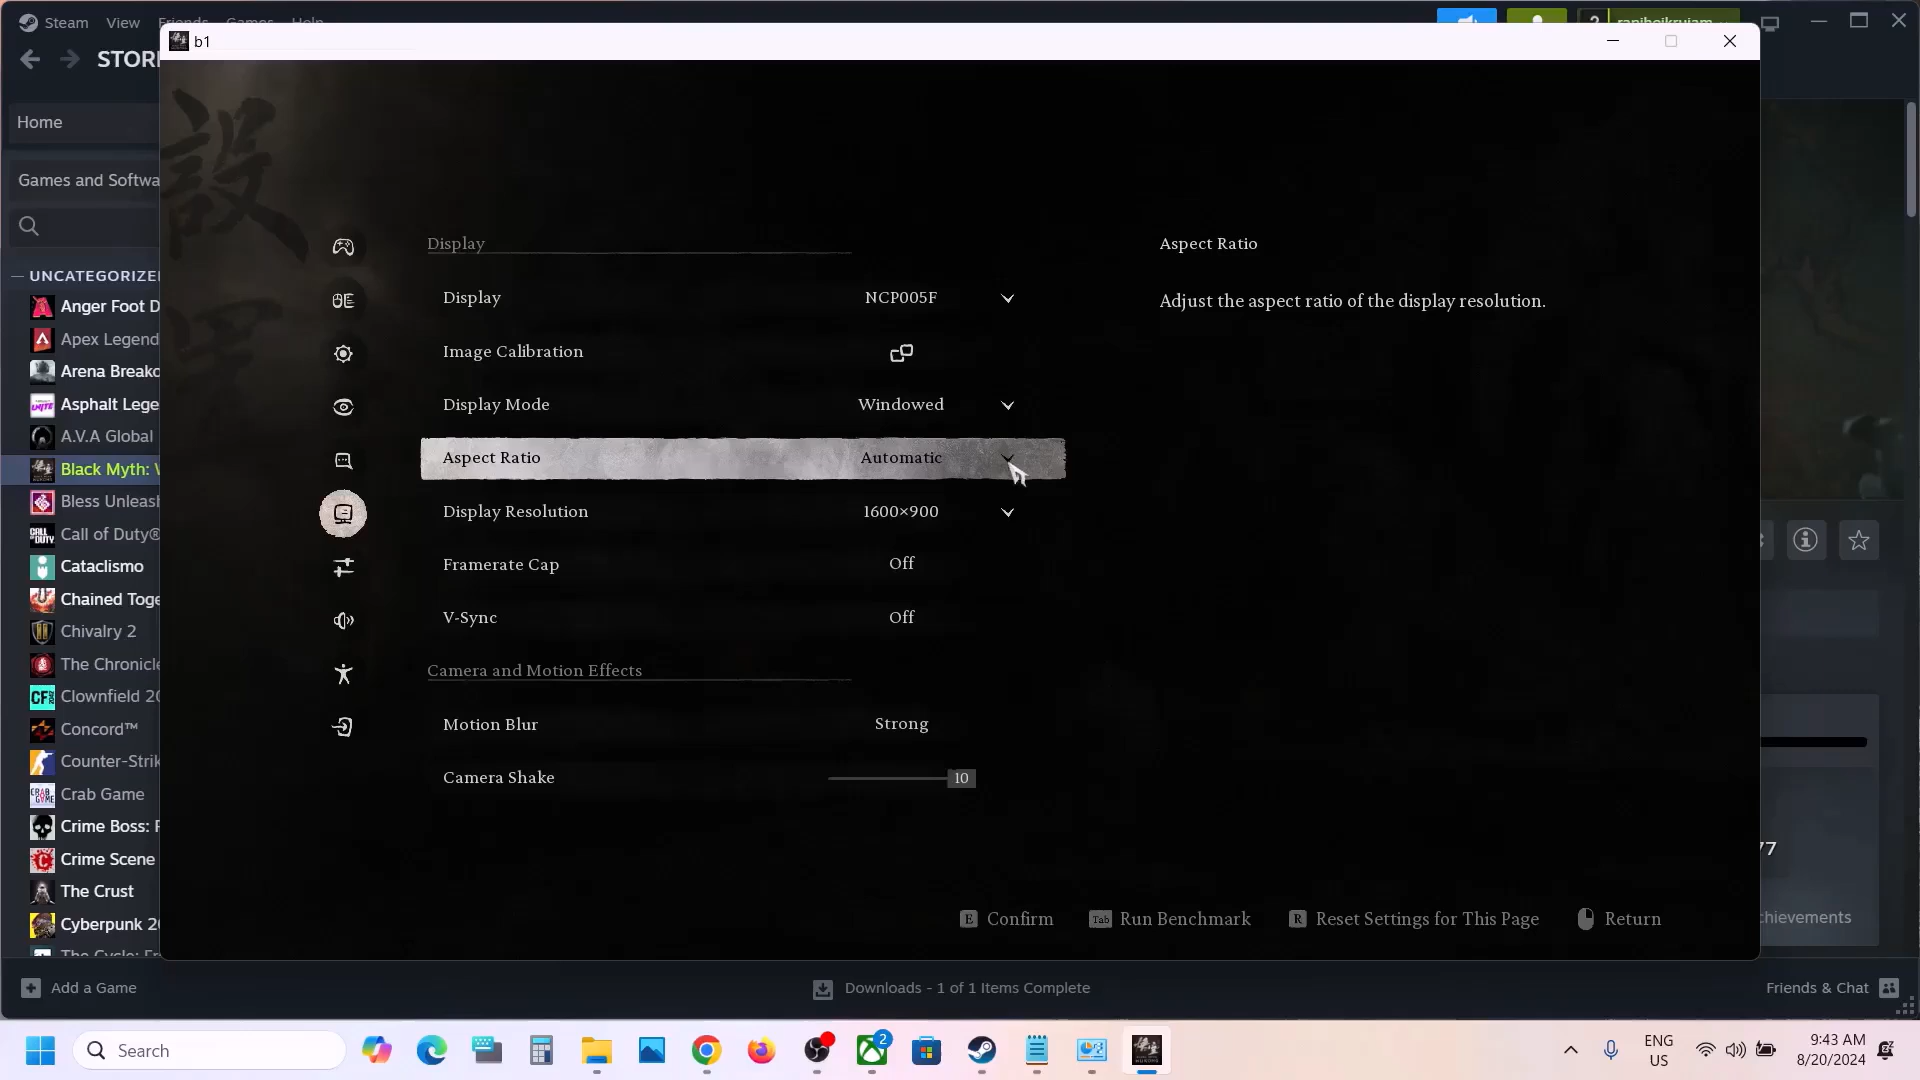 Steam View Friends Games Help
b1
STORE
Home
Games and Softwa
UNCATEGORIZE
Anger Foot D
Apex Legend
Arena Breako
Asphalt Lege
A.V.A Global
Black Myth: W
Bless Unleash
Call of Duty®
Cataclismo
Chained Toge
Chivalry 2
The Chronicle
Clownfield 20
Concord™
Counter-Strik
Crab Game
Crime Boss: R
Crime Scene
The Crust
Cyberpunk 20
Display
Display NCP005F
Image Calibration
Display Mode Windowed
Aspect Ratio Automatic
Display Resolution 1600×900
Framerate Cap Off
V-Sync Off
Camera and Motion Effects
Motion Blur Strong
Camera Shake 10
Aspect Ratio
Adjust the aspect ratio of the display resolution.
E Confirm Tab Run Benchmark R Reset Settings for This Page Return
77
chievements
Add a Game Downloads - 1 of 1 Items Complete Friends & Chat
Search
2
ENG
US
9:43 AM
8/20/2024